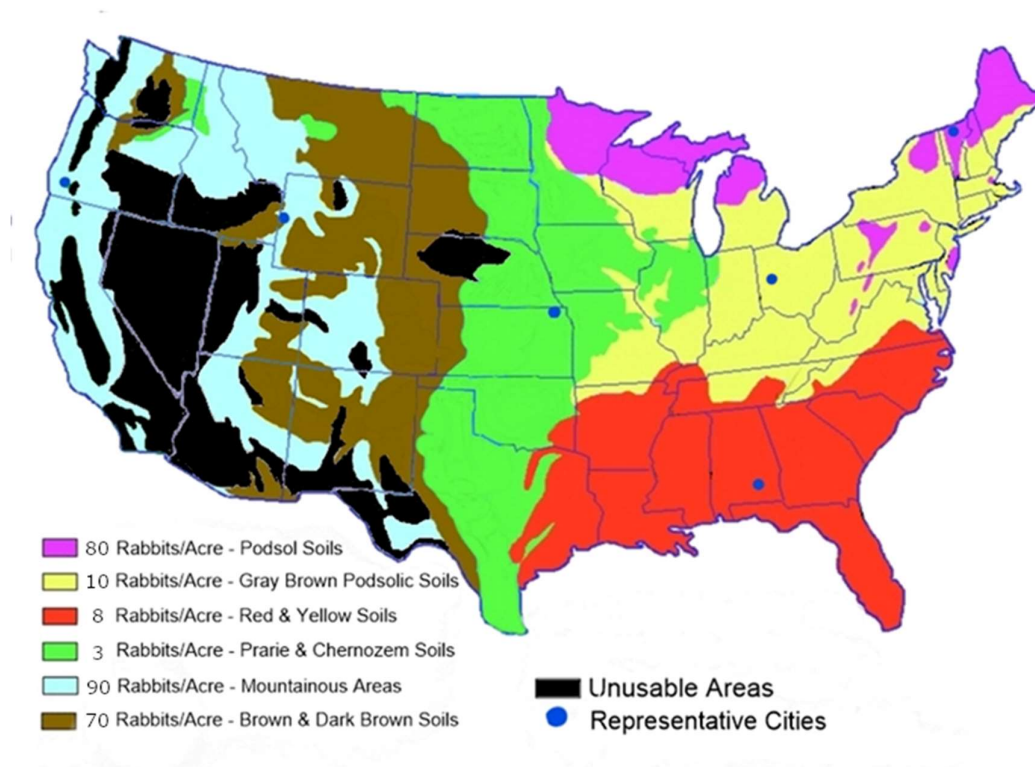 80 Rabbits/Acre - Podsol Soils
10 Rabbits/Acre - Gray Brown Podsolic Soils
8 Rabbits/Acre - Red & Yellow Soils
3 Rabbits/Acre - Prarie & Chernozem Soils
90 Rabbits/Acre - Mountainous Areas
70 Rabbits/Acre - Brown & Dark Brown Soils
Unusable Areas
Representative Cities